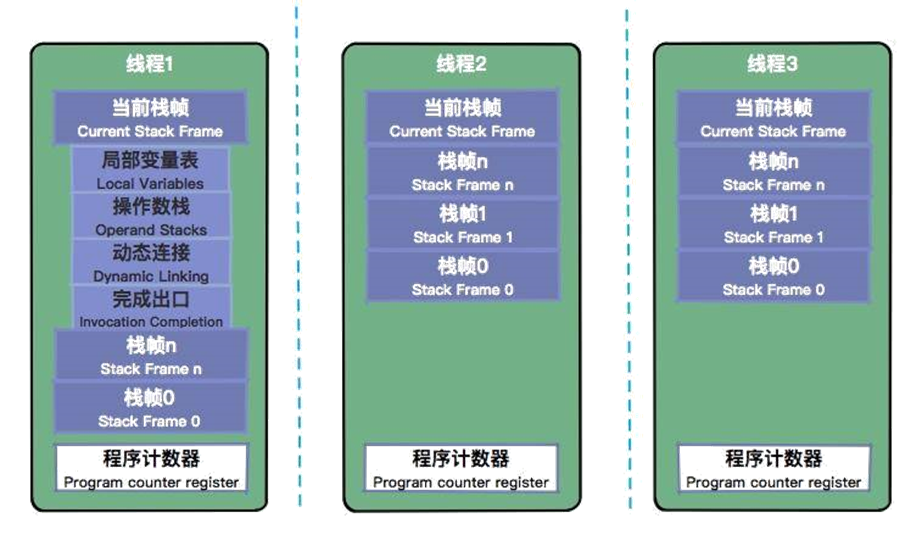 线程1
当前栈帧
Current Stack Frame
局部变量表
Local Variables
操作数栈
Operand Stacks
动态连接
Dynamic Linking
完成出口
Invocation Completion
栈帧n
Stack Frame n
栈帧0
Stack Frame 0
程序计数器
Program counter register
线程2
当前栈帧
Current Stack Frame
栈帧n
Stack Frame n
栈帧1
Stack Frame 1
栈帧0
Stack Frame 0
程序计数器
Program counter register
线程3
当前栈帧
Current Stack Frame
栈帧n
Stack Frame n
栈帧1
Stack Frame 1
栈帧0
Stack Frame 0
程序计数器
Program counter register